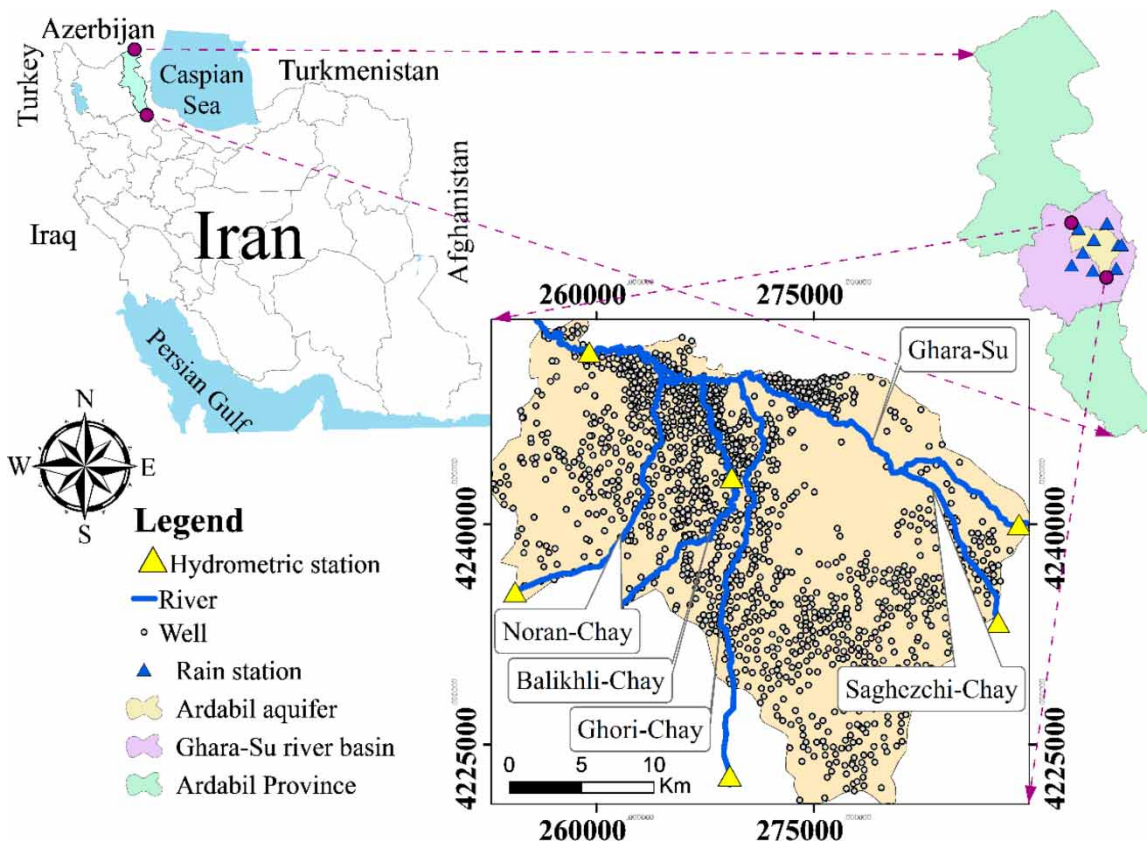 Azerbijan
Turkey
Caspian
Sea
Turkmenistan
Iraq
Iran
Afghanistan
Persian Gulf
N
W
E
S
Legend
Hydrometric station
River
Well
Rain station
Ardabil aquifer
Ghara-Su river basin
Ardabil Province
260000
275000
Ghara-Su
4240000
4240000
Noran-Chay
Balikhli-Chay
Ghori-Chay
Saghezchi-Chay
4225000
4225000
0
5
10
Km
260000
275000